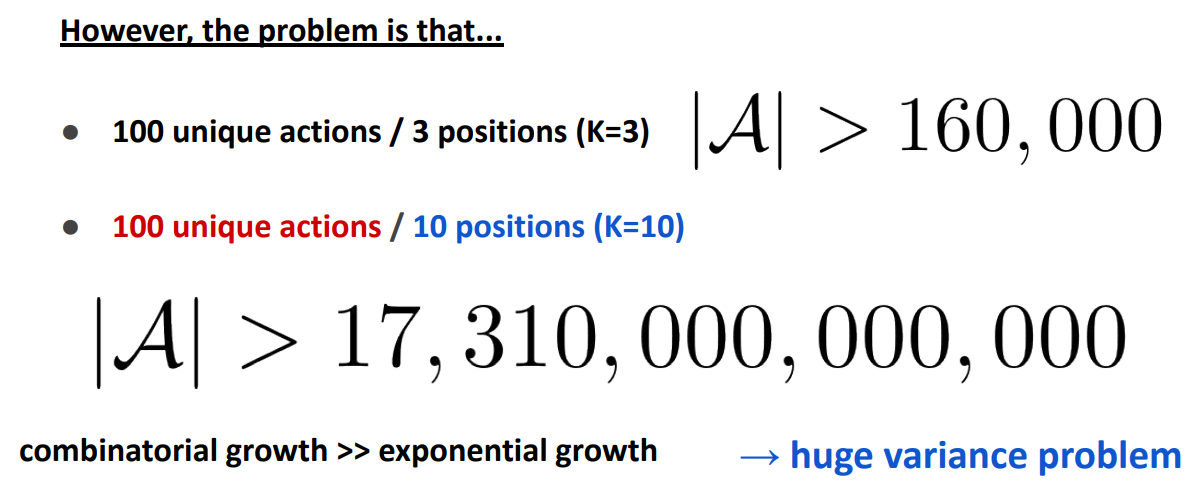 However, the problem is that...
● 100 unique actions / 3 positions (K=3) |𝒜| > 160, 000
● 100 unique actions / 10 positions (K=10)
|𝒜| > 17, 310, 000, 000, 000
combinatorial growth >> exponential growth → huge variance problem